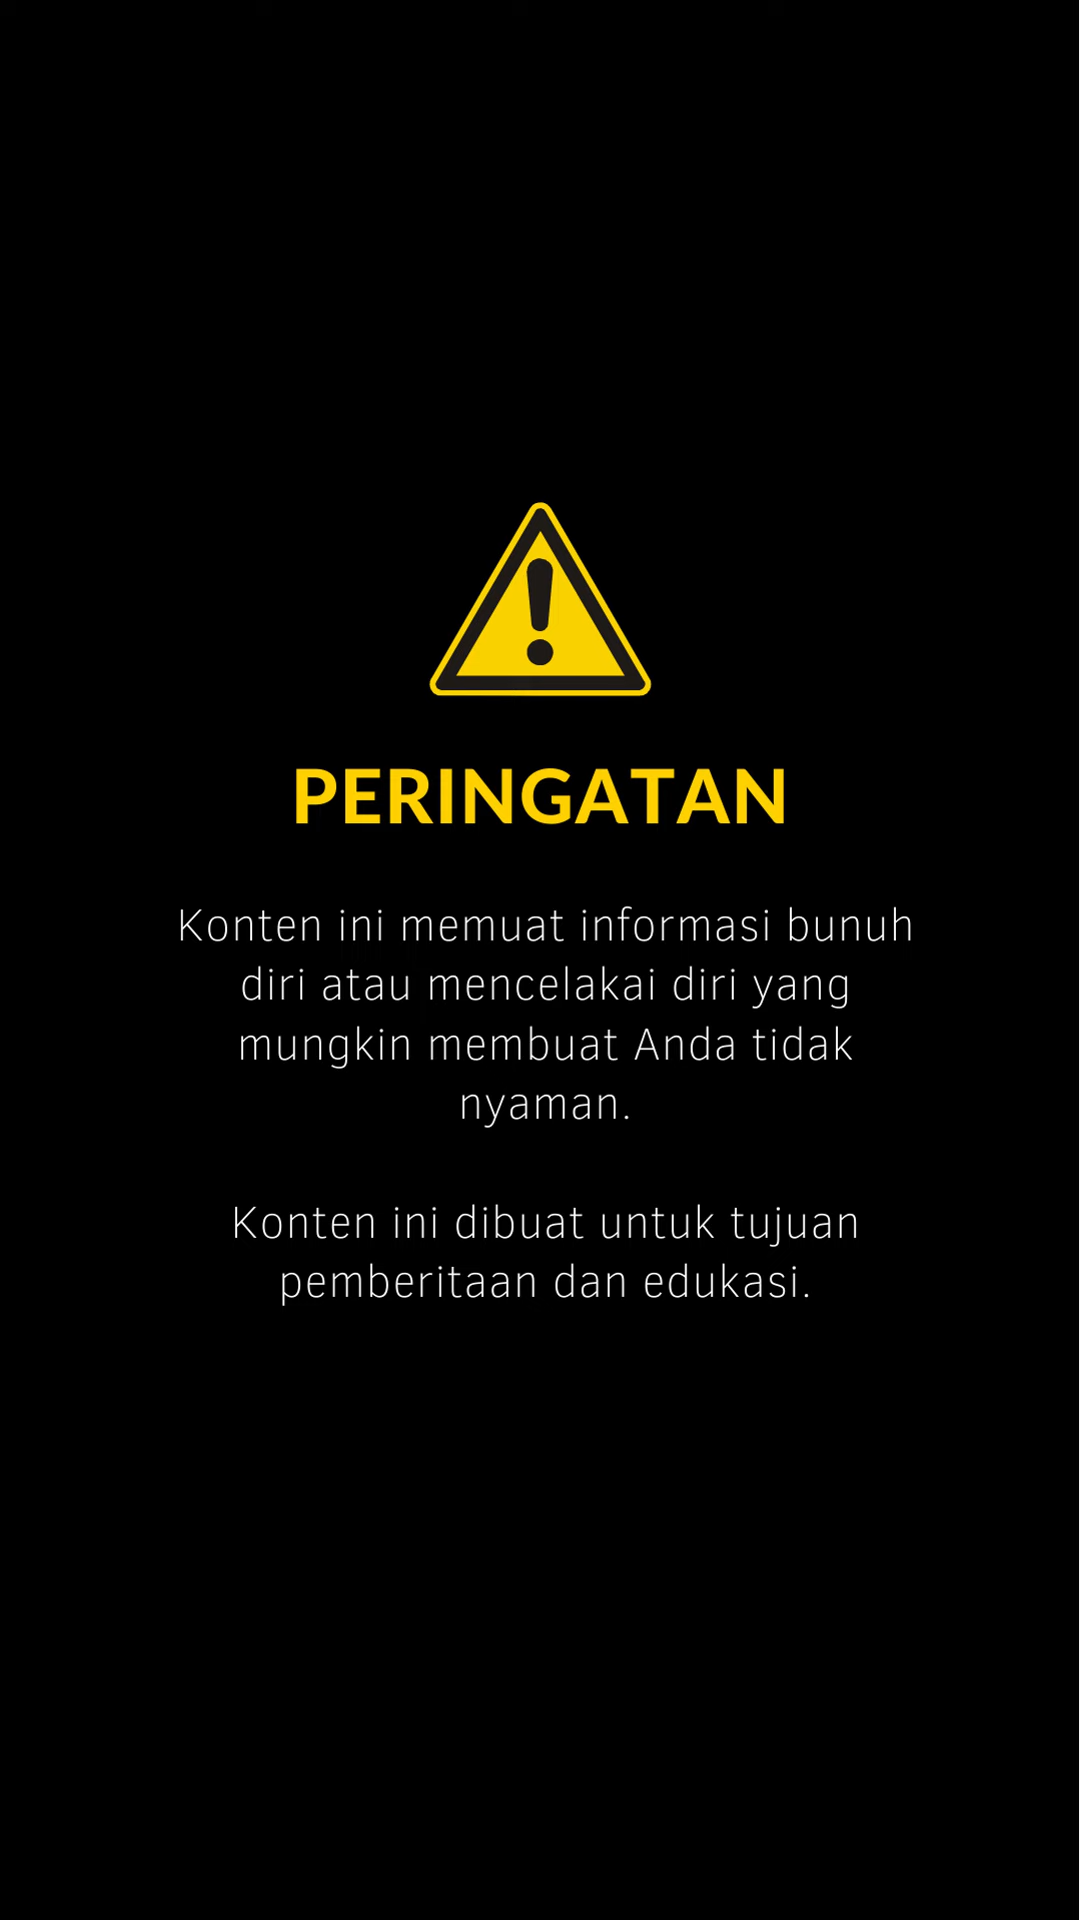 PERINGATAN
Konten ini memuat informasi bunuh
diri atau mencelakai diri yang
mungkin membuat Anda tidak
nyaman.
Konten ini dibuat untuk tujuan
pemberitaan dan edukasi.